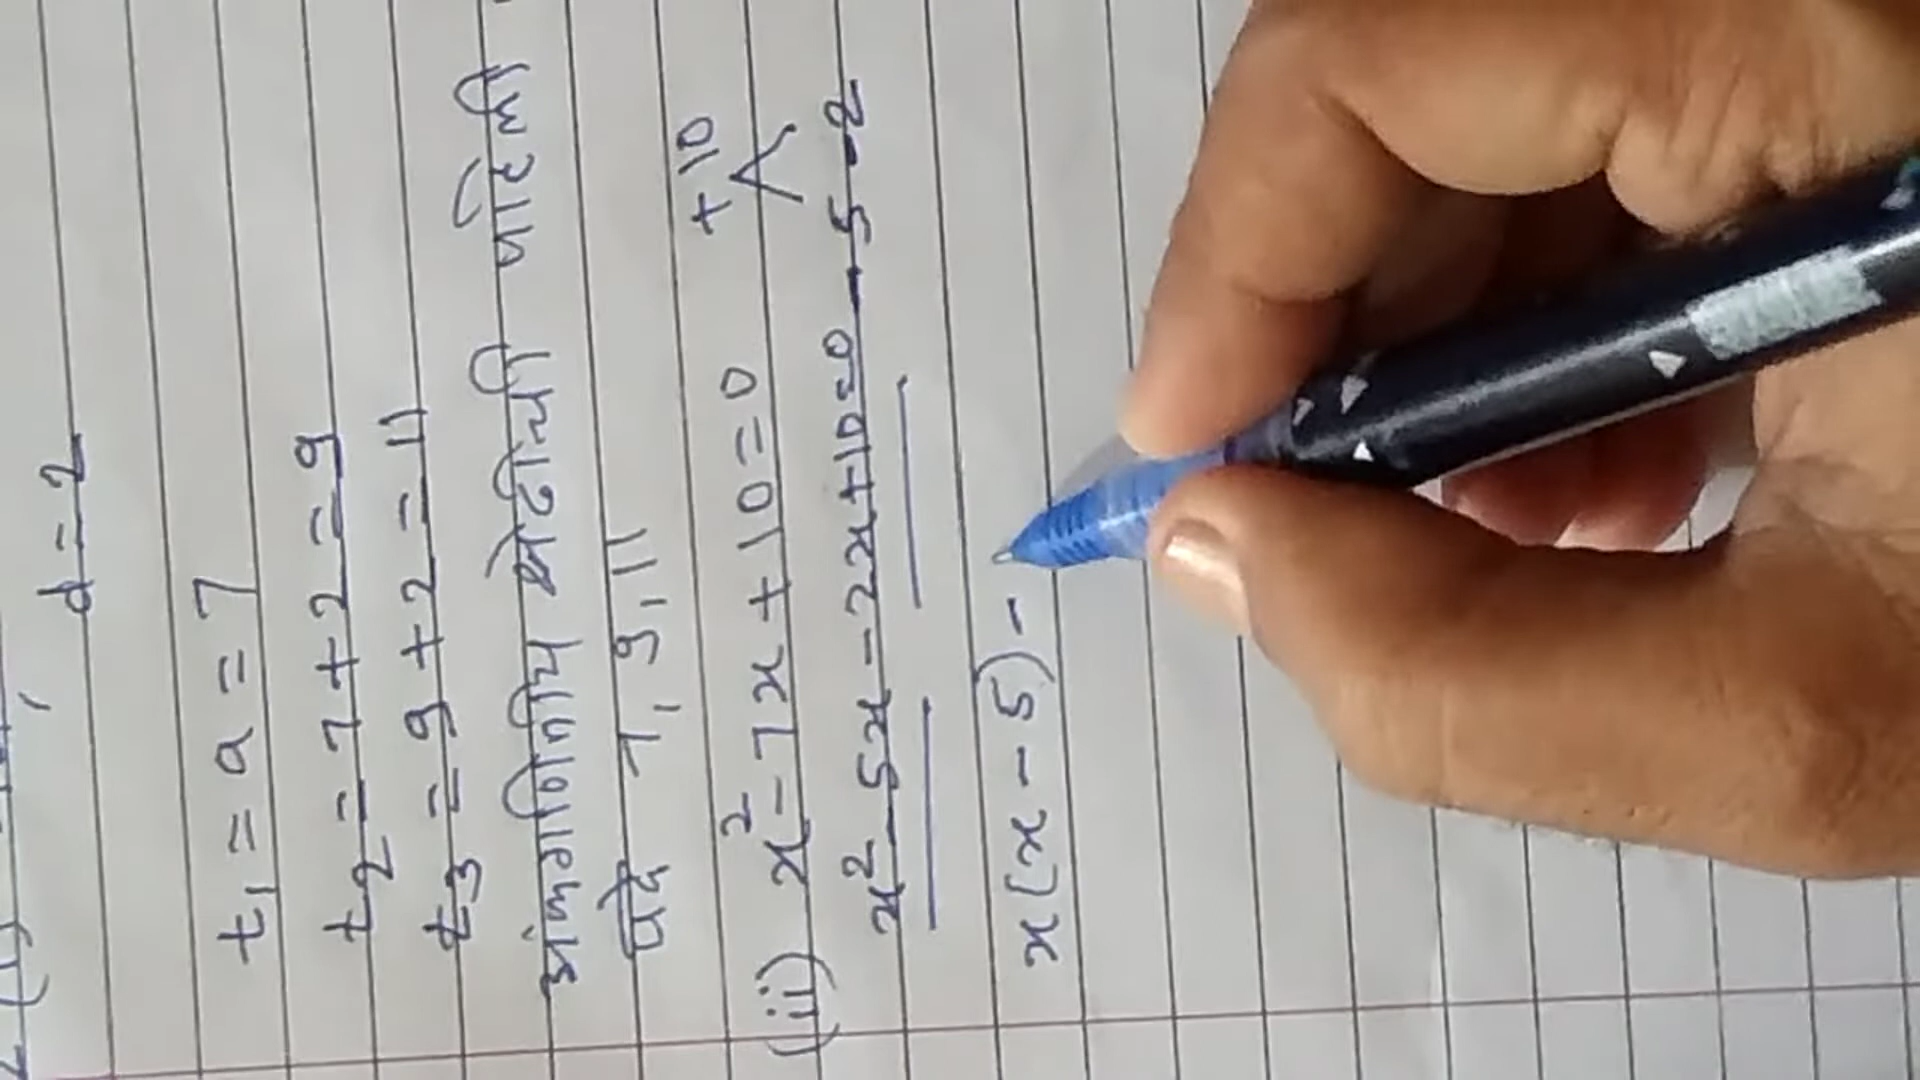 d = 2
t₁ = a = 7
t₂ = 7 + 2 = 9
t₃ = 9 + 2 = 11
अंकगणितीय श्रेढीची पहिली
पदे 7, 9, 11
(ii) x² - 7x + 10 = 0
+10
x² - 5x - 2x + 10 = 0
-5 -2
x(x - 5) -